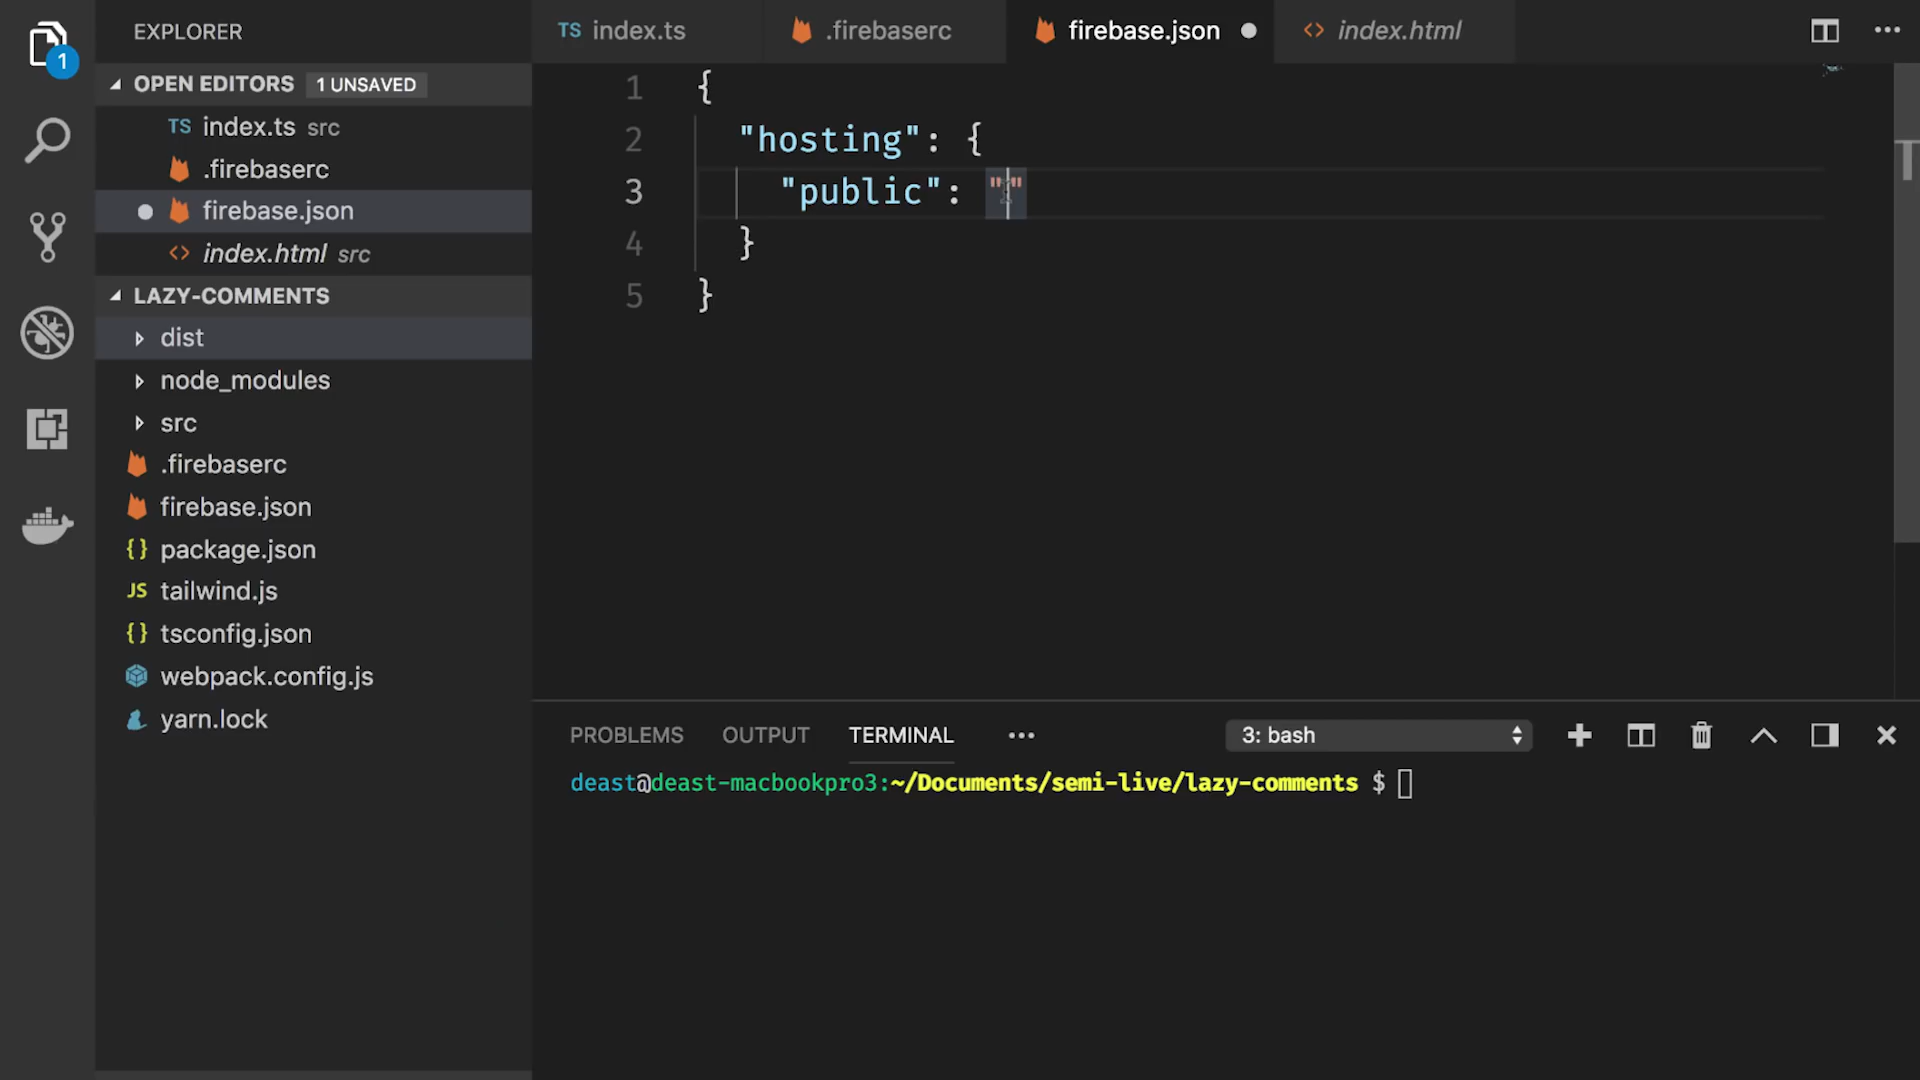 EXPLORER
OPEN EDITORS 1 UNSAVED
TS index.ts src
.firebaserc
firebase.json
<> index.html src
LAZY-COMMENTS
dist
node_modules
src
.firebaserc
firebase.json
{} package.json
JS tailwind.js
{} tsconfig.json
webpack.config.js
yarn.lock
1
TS index.ts
.firebaserc
firebase.json
<> index.html
1 {
2 "hosting": {
3 "public": ""
4 }
5 }
PROBLEMS OUTPUT TERMINAL ••• 3: bash
deast@deast-macbookpro3:~/Documents/semi-live/lazy-comments $